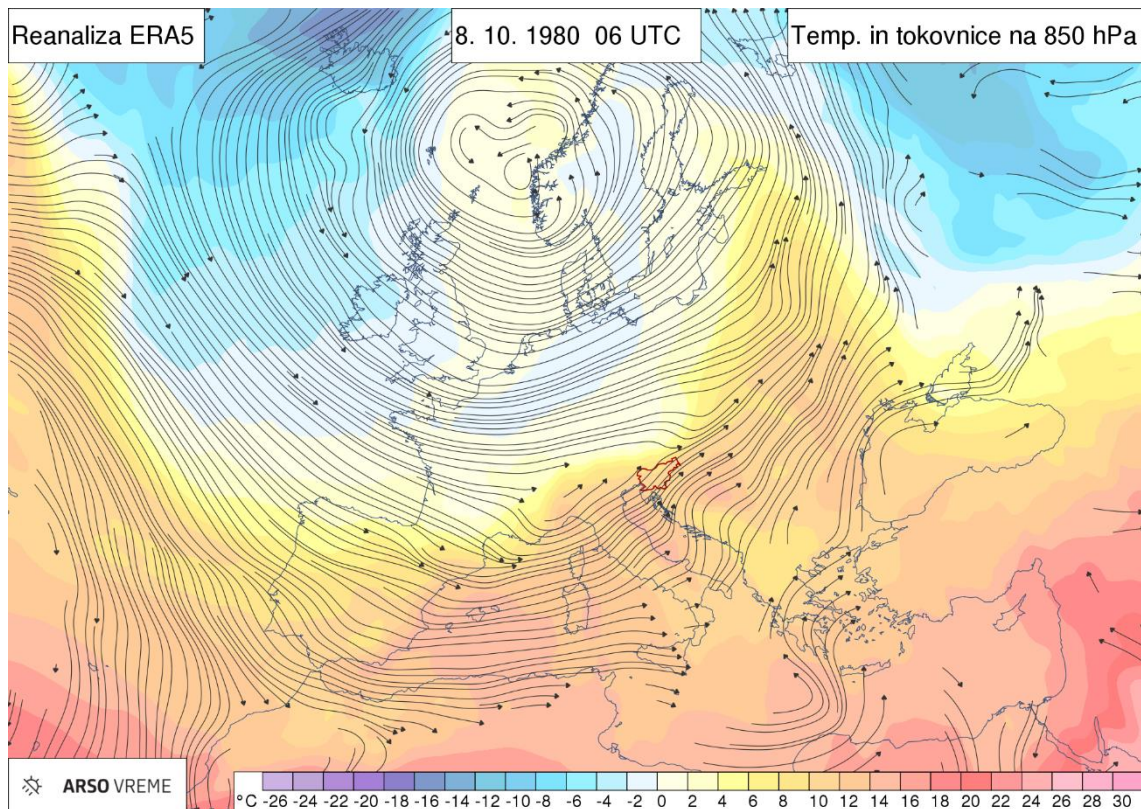 Reanaliza ERA5
8. 10. 1980 06 UTC
Temp. in tokovnice na 850 hPa
ARSO VREME
°C -26 -24 -22 -20 -18 -16 -14 -12 -10 -8 -6 -4 -2 0 2 4 6 8 10 12 14 16 18 20 22 24 26 28 30